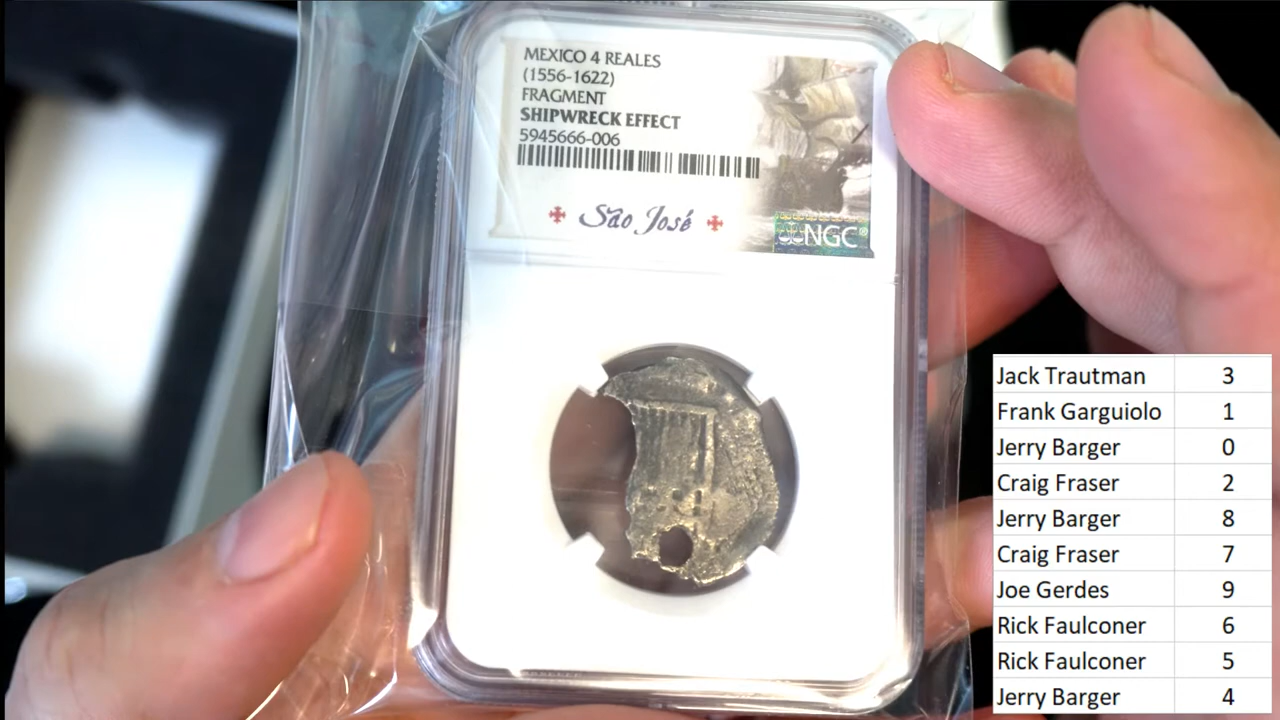 MEXICO 4 REALES
(1556-1622)
FRAGMENT
SHIPWRECK EFFECT
5945666-006
São José
NGC®
Jack Trautman 3
Frank Garguiolo 1
Jerry Barger 0
Craig Fraser 2
Jerry Barger 8
Craig Fraser 7
Joe Gerdes 9
Rick Faulconer 6
Rick Faulconer 5
Jerry Barger 4